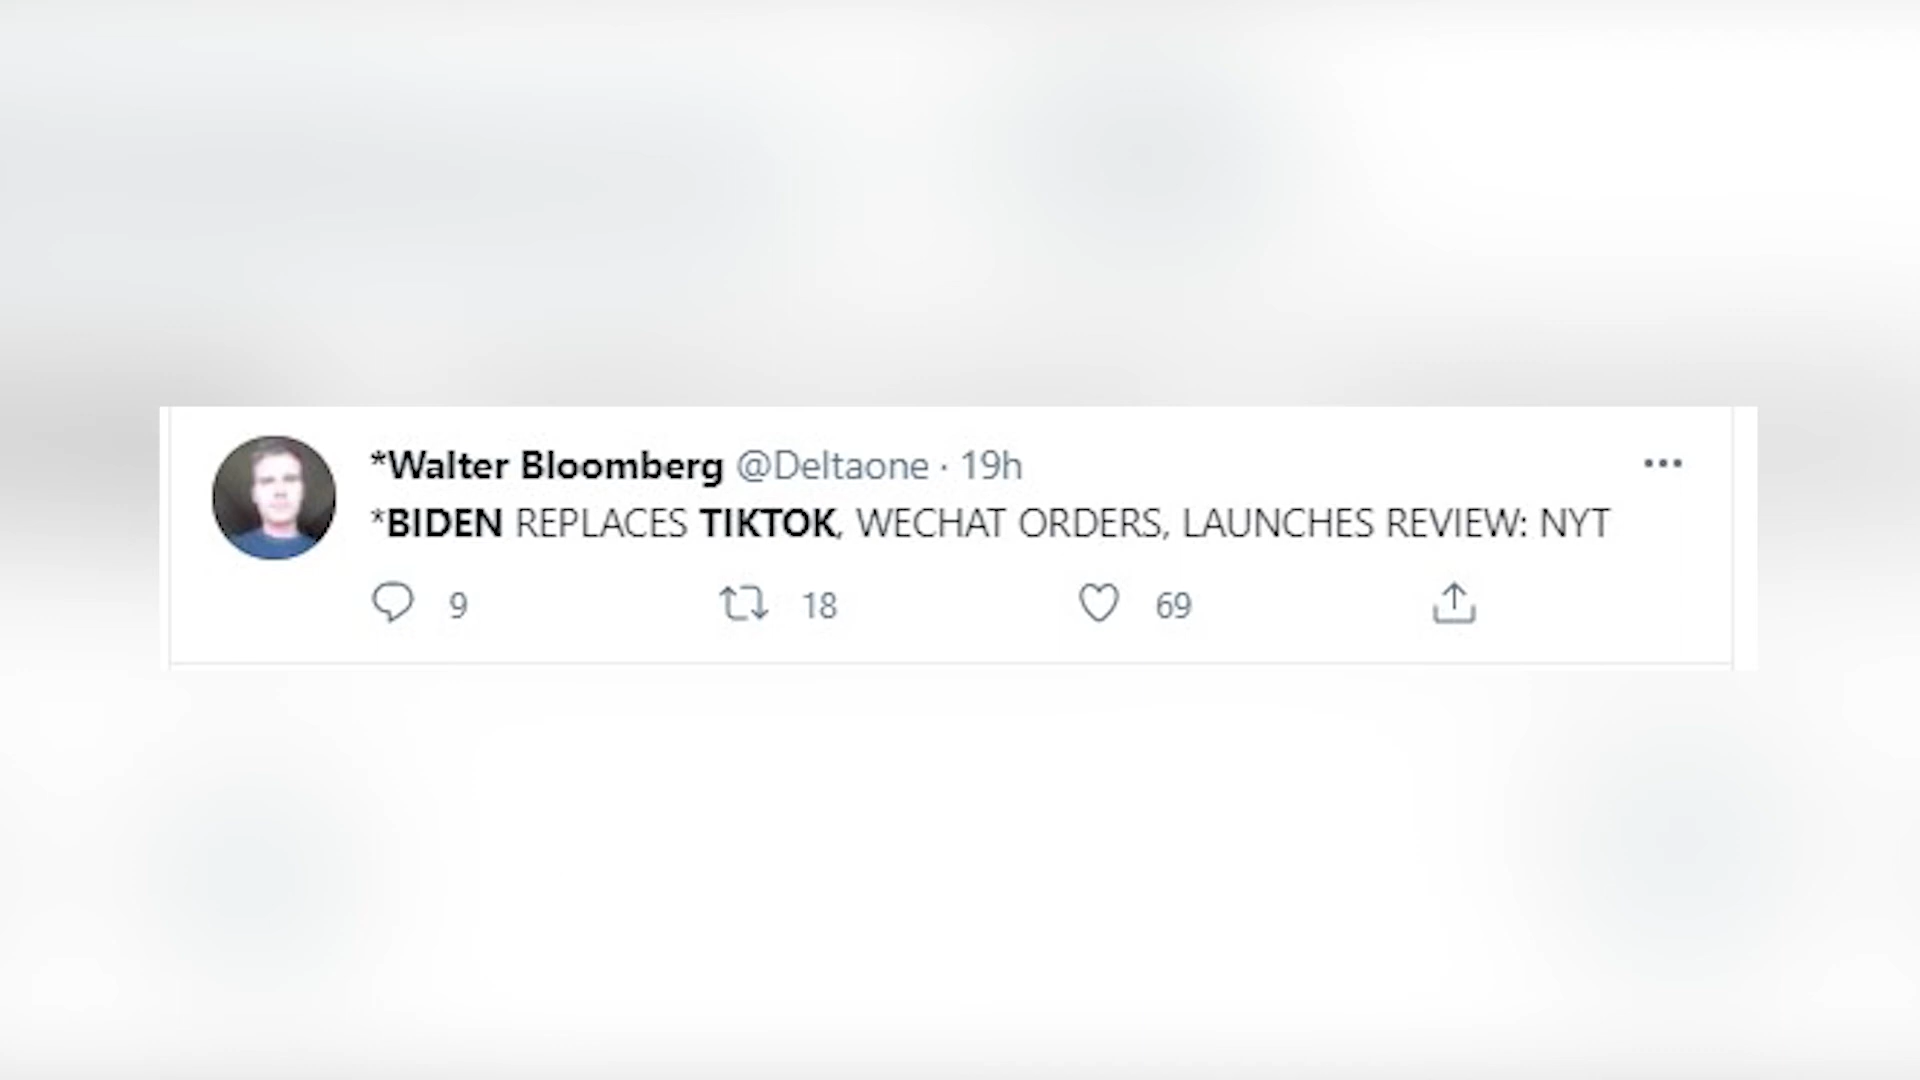 *Walter Bloomberg @Deltaone · 19h
*BIDEN REPLACES TIKTOK, WECHAT ORDERS, LAUNCHES REVIEW: NYT
9 18 69